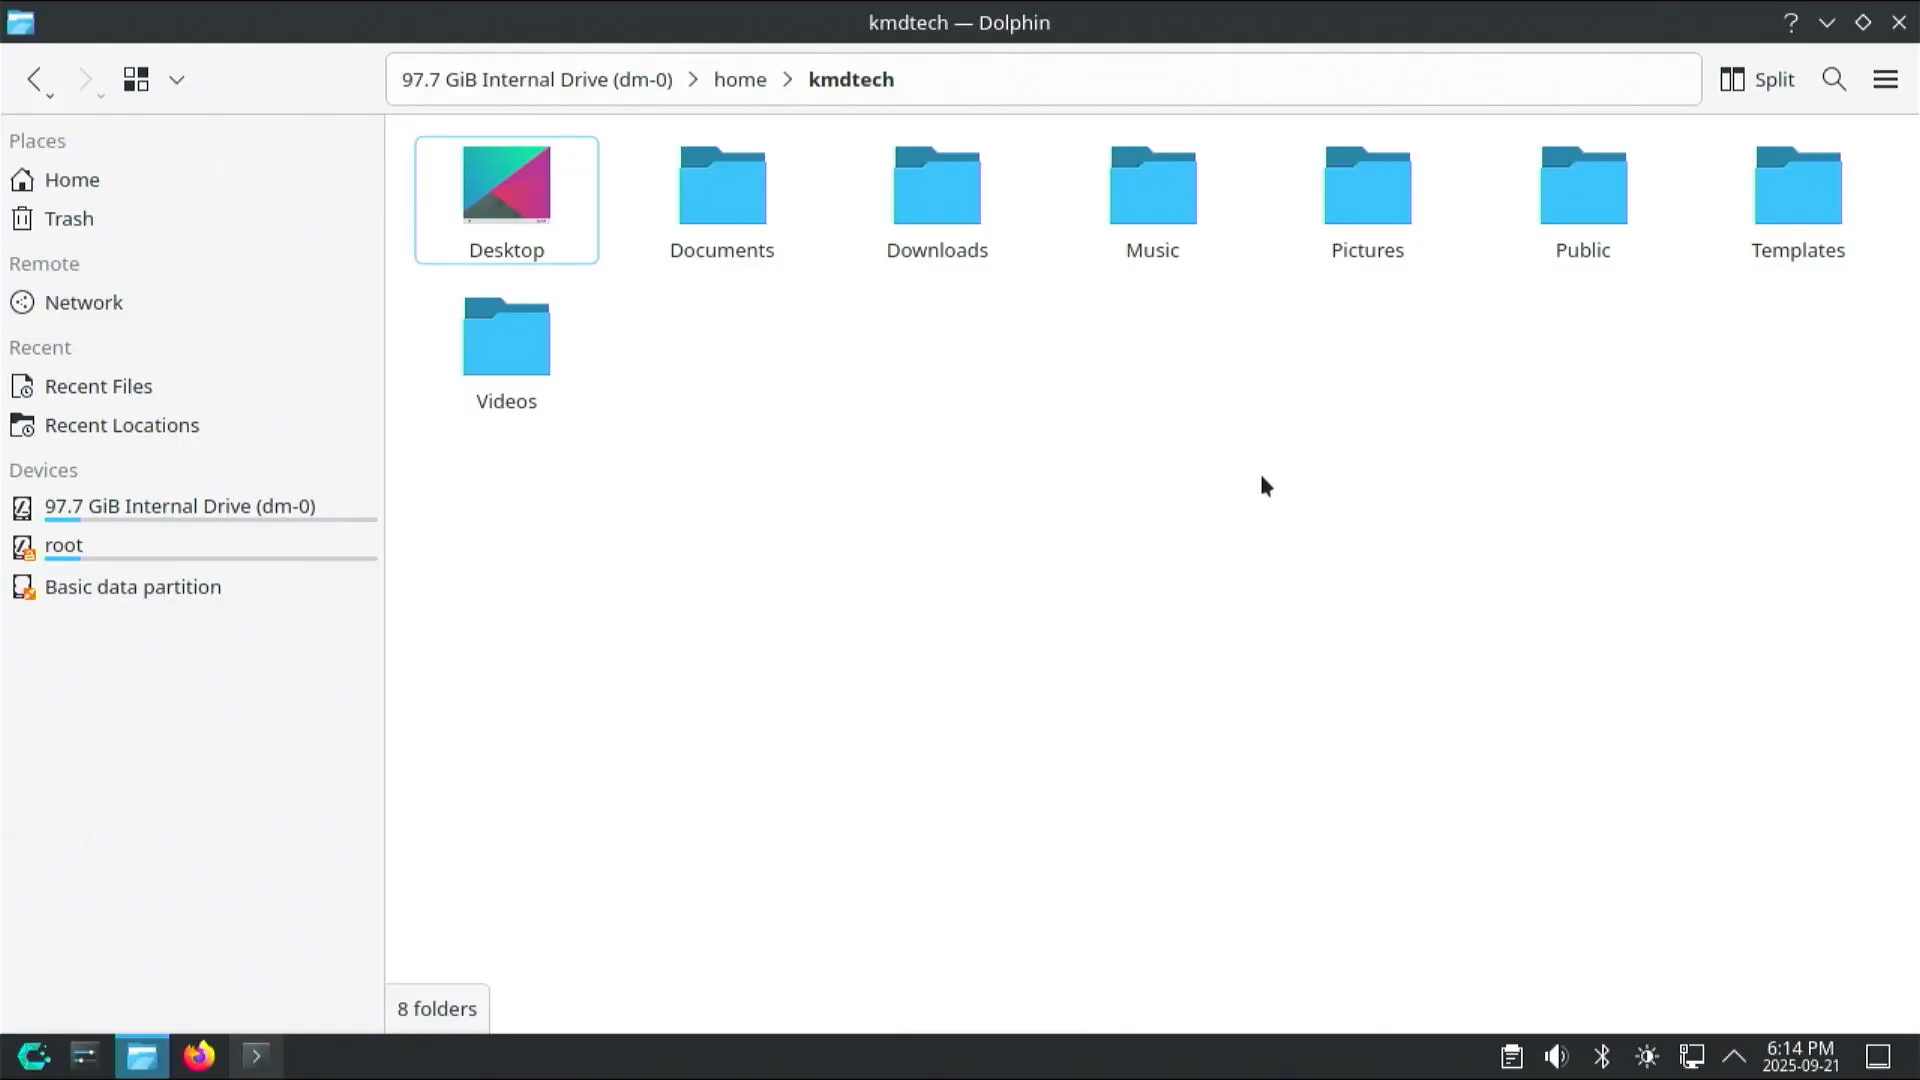 kmdtech — Dolphin
97.7 GiB Internal Drive (dm-0) > home > kmdtech
Split
Places
Home
Trash
Remote
Network
Recent
Recent Files
Recent Locations
Devices
97.7 GiB Internal Drive (dm-0)
root
Basic data partition
Desktop
Documents
Downloads
Music
Pictures
Public
Templates
Videos
8 folders
6:14 PM
2025-09-21